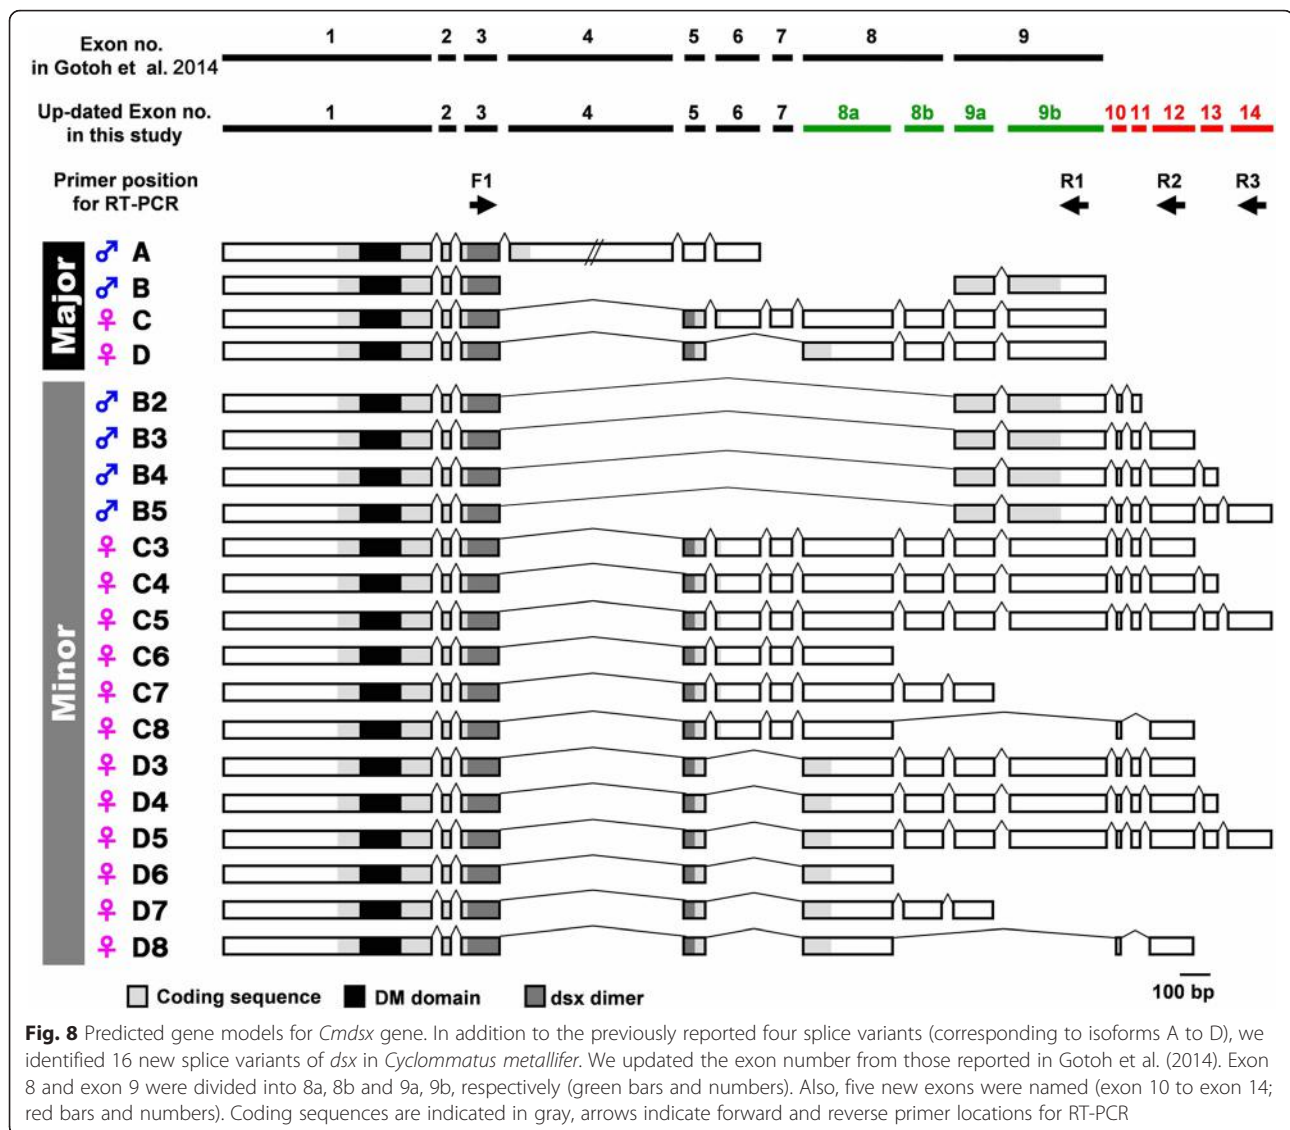 Exon no.
in Gotoh et al. 2014
1 2 3 4 5 6 7 8 9
Up-dated Exon no.
in this study
1 2 3 4 5 6 7 8a 8b 9a 9b 10 11 12 13 14
Primer position
for RT-PCR
F1 R1 R2 R3
Major
♂ A
♂ B
♀ C
♀ D
Minor
♂ B2
♂ B3
♂ B4
♂ B5
♀ C3
♀ C4
♀ C5
♀ C6
♀ C7
♀ C8
♀ D3
♀ D4
♀ D5
♀ D6
♀ D7
♀ D8
Coding sequence DM domain dsx dimer
100 bp
Fig. 8 Predicted gene models for Cmdsx gene. In addition to the previously reported four splice variants (corresponding to isoforms A to D), we
identified 16 new splice variants of dsx in Cyclommatus metallifer. We updated the exon number from those reported in Gotoh et al. (2014). Exon
8 and exon 9 were divided into 8a, 8b and 9a, 9b, respectively (green bars and numbers). Also, five new exons were named (exon 10 to exon 14;
red bars and numbers). Coding sequences are indicated in gray, arrows indicate forward and reverse primer locations for RT-PCR